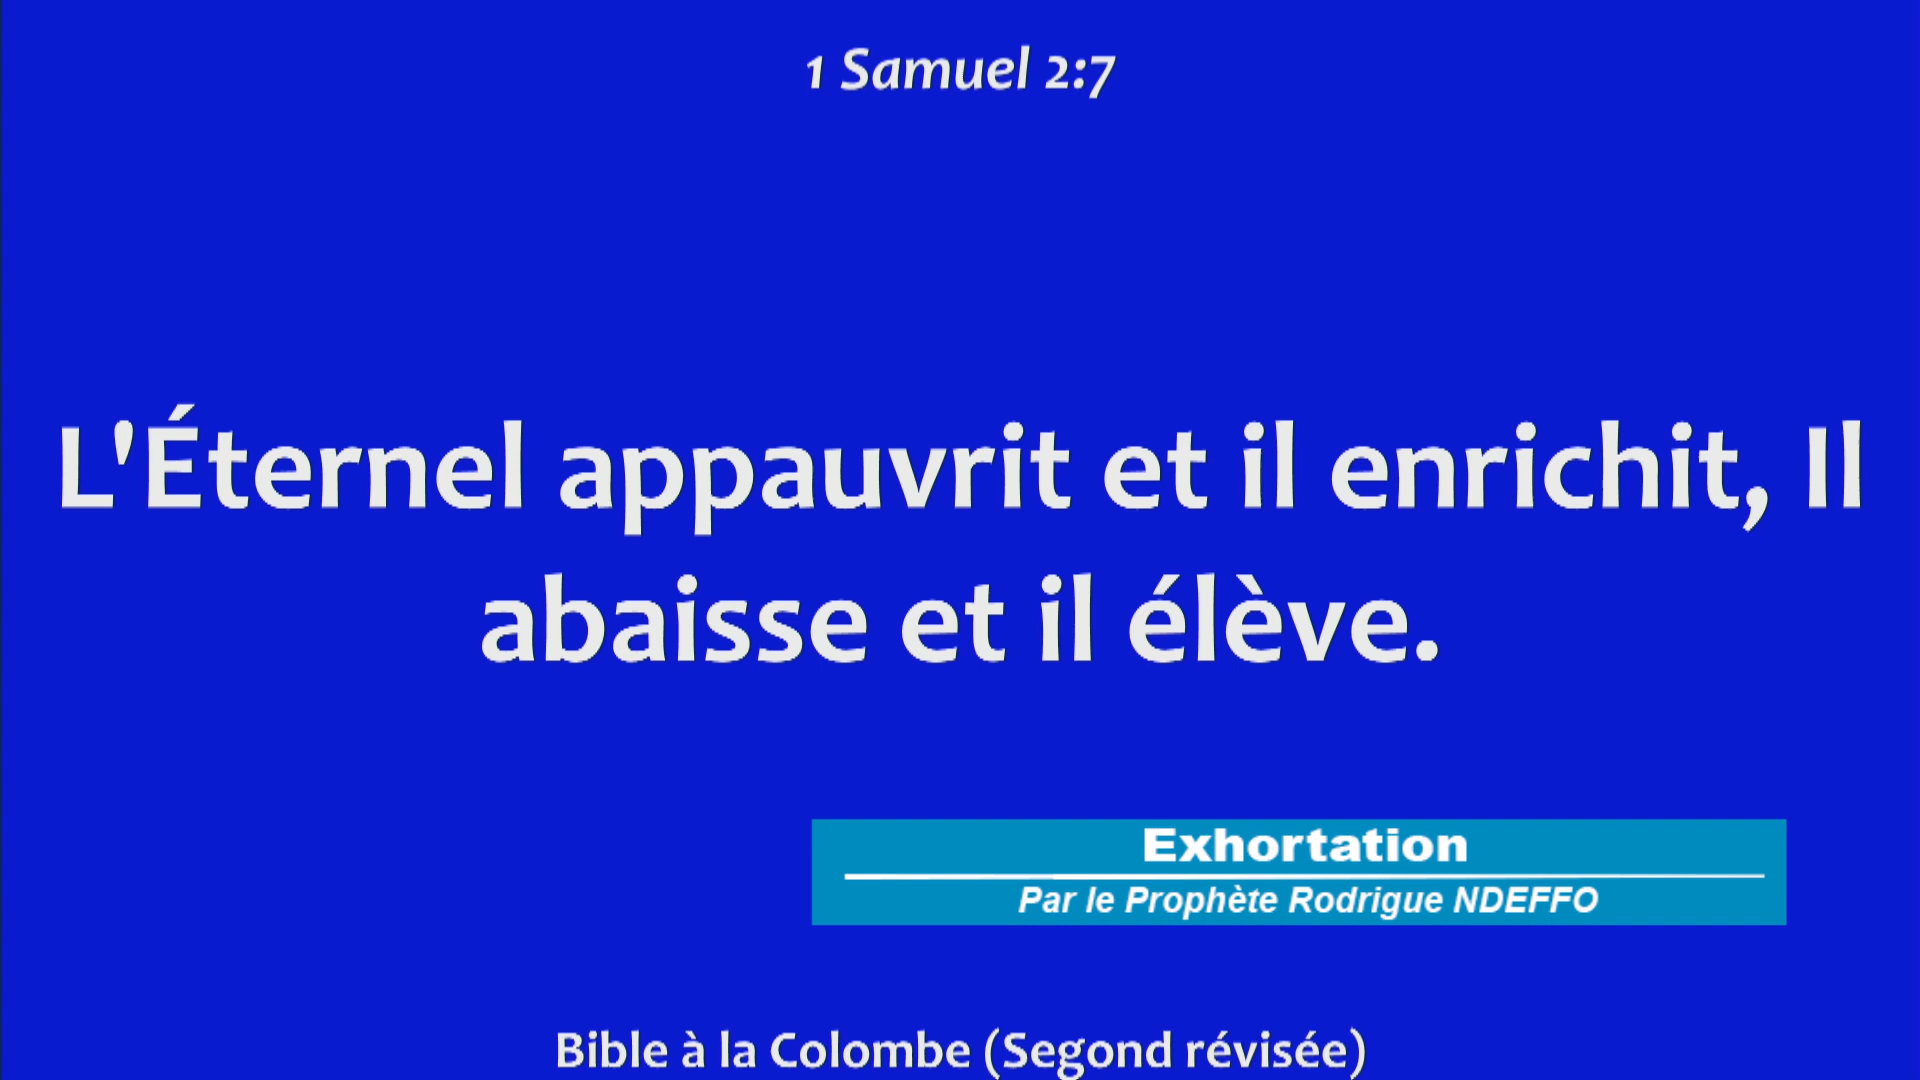 1 Samuel 2:7
L'Éternel appauvrit et il enrichit, Il
abaisse et il élève.
Exhortation
Par le Prophète Rodrigue NDEFFO
Bible à la Colombe (Segond révisée)